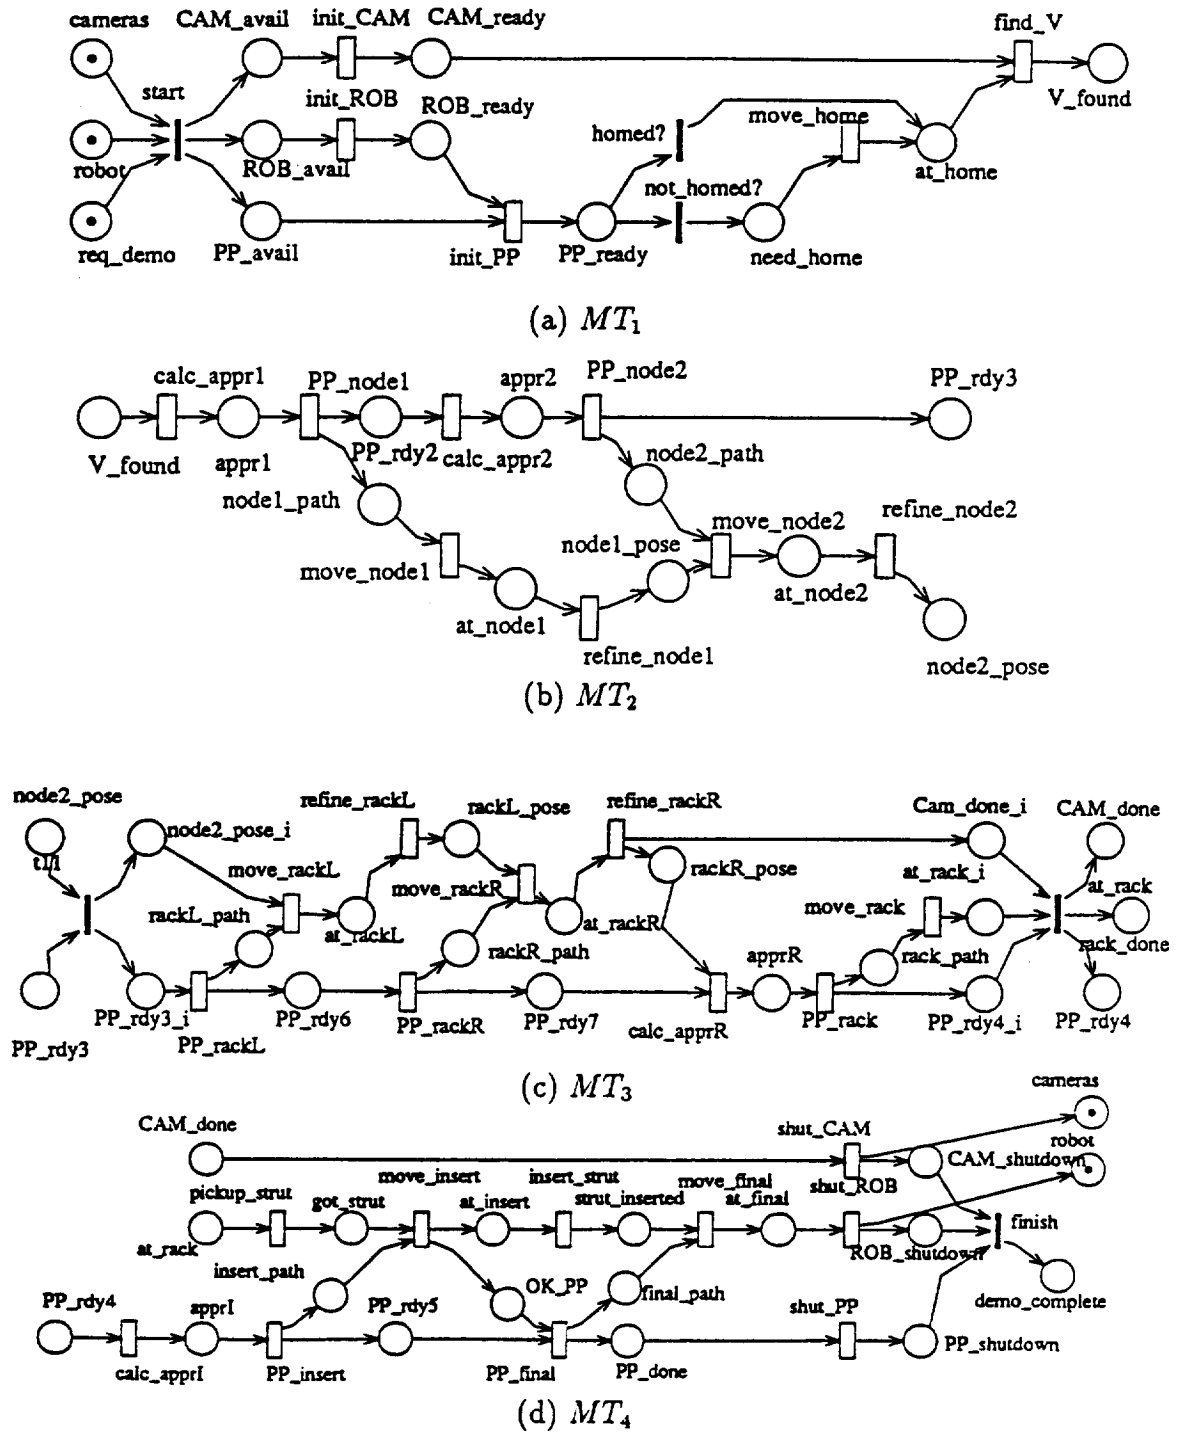 cameras CAM_avail init_CAM CAM_ready find_V
start init_ROB ROB_ready V_found
homed? move_home
robot ROB_avail at_home
not_homed?
req_demo PP_avail init_PP PP_ready need_home
(a) MT₁
calc_appr1 PP_node1 appr2 PP_node2 PP_rdy3
V_found appr1 PP_rdy2 calc_appr2 node2_path
node1_path move_node2 refine_node2
move_node1 node1_pose
at_node1 at_node2
refine_node1 node2_pose
(b) MT₂
node2_pose refine_rackL rackL_pose refine_rackR Cam_done_i CAM_done
node2_pose_i
t1/1 move_rackL move_rackR rackR_pose at_rack_i at_rack
rackL_path at_rackL at_rackR move_rack
rackR_path apprR rack_path rack_done
PP_rdy3_i PP_rdy6 PP_rackR PP_rdy7 calc_apprR PP_rack PP_rdy4_i PP_rdy4
PP_rdy3 PP_rackL
(c) MT₃
cameras
CAM_done shut_CAM robot
move_insert insert_strut move_final CAM_shutdown
pickup_strut got_strut at_insert strut_inserted at_final shut_ROB
finish
at_rack ROB_shutdown
insert_path OK_PP final_path demo_complete
PP_rdy4 apprI PP_rdy5 shut_PP
PP_shutdown
calc_apprI PP_insert PP_final PP_done
(d) MT₄